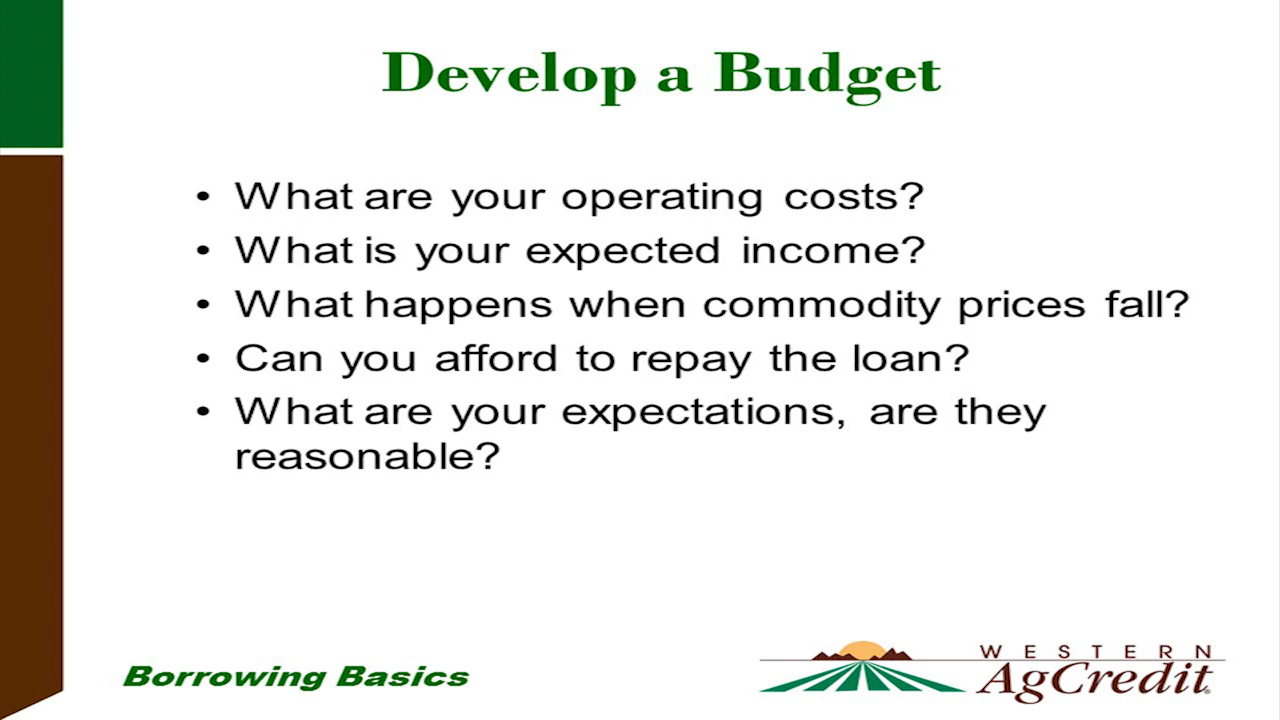 Develop a Budget
• What are your operating costs?
• What is your expected income?
• What happens when commodity prices fall?
• Can you afford to repay the loan?
• What are your expectations, are they
reasonable?
Borrowing Basics
WESTERN
AgCredit®